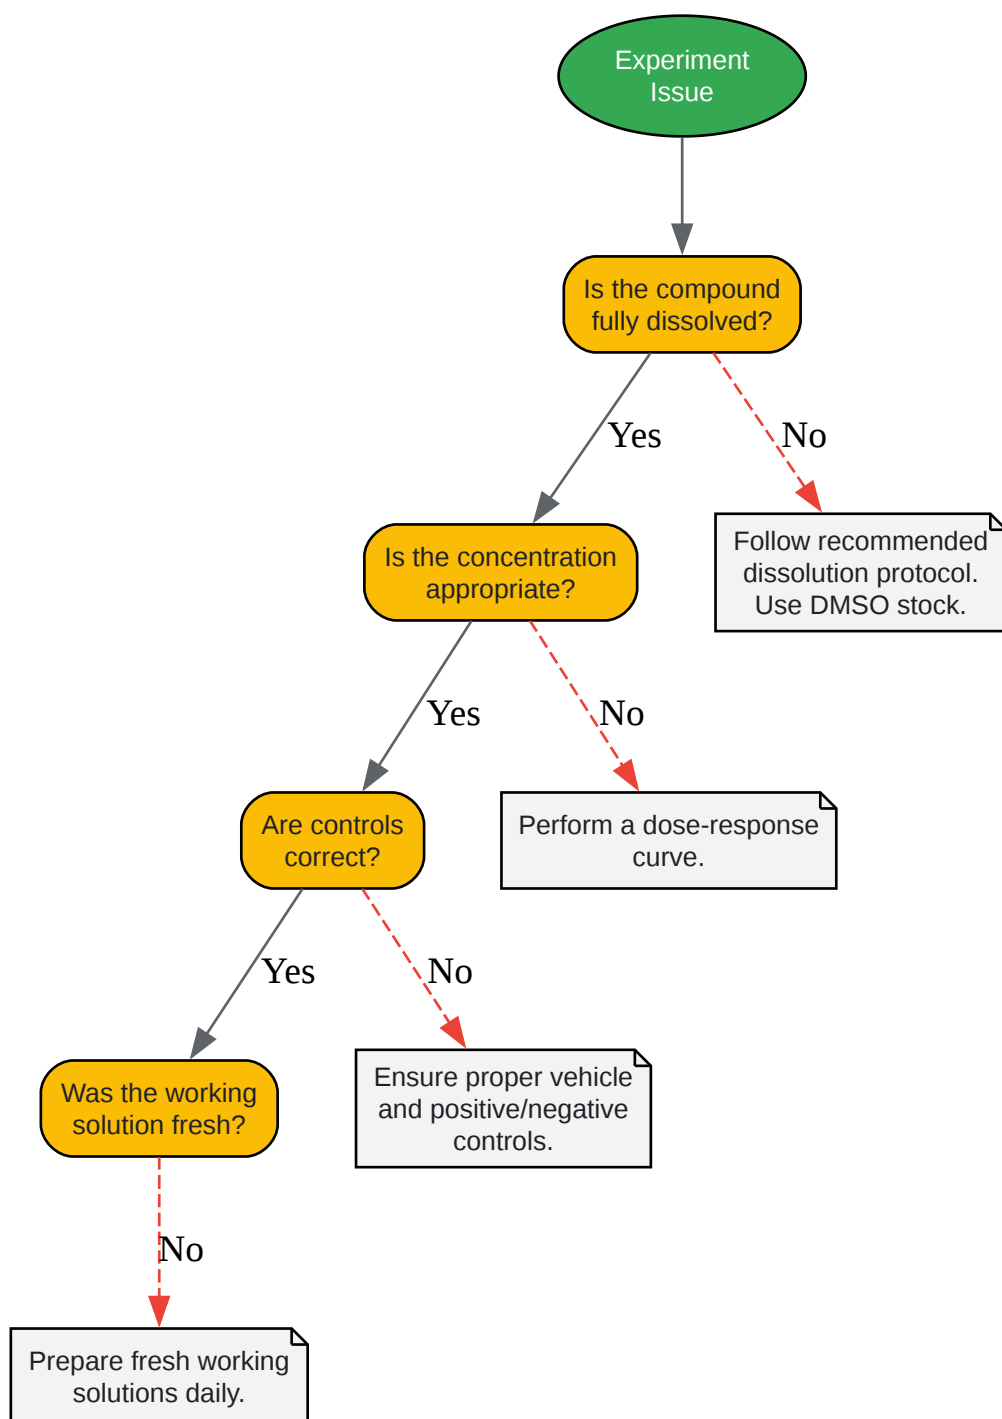 Experiment
Issue
Is the compound
fully dissolved?
Yes
No
Follow recommended
dissolution protocol.
Use DMSO stock.
Is the concentration
appropriate?
Yes
No
Perform a dose-response
curve.
Are controls
correct?
Yes
No
Ensure proper vehicle
and positive/negative
controls.
Was the working
solution fresh?
No
Prepare fresh working
solutions daily.